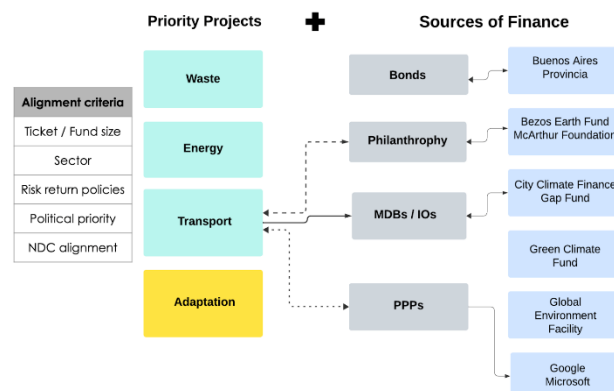 Priority Projects
Sources of Finance
Alignment criteria
Ticket / Fund size
Sector
Risk return policies
Political priority
NDC alignment
Waste
Energy
Transport
Adaptation
Bonds
Philanthropy
MDBs / IOs
PPPs
Buenos Aires
Provincia
Bezos Earth Fund
McArthur Foundation
City Climate Finance
Gap Fund
Green Climate
Fund
Global
Environment
Facility
Google
Microsoft